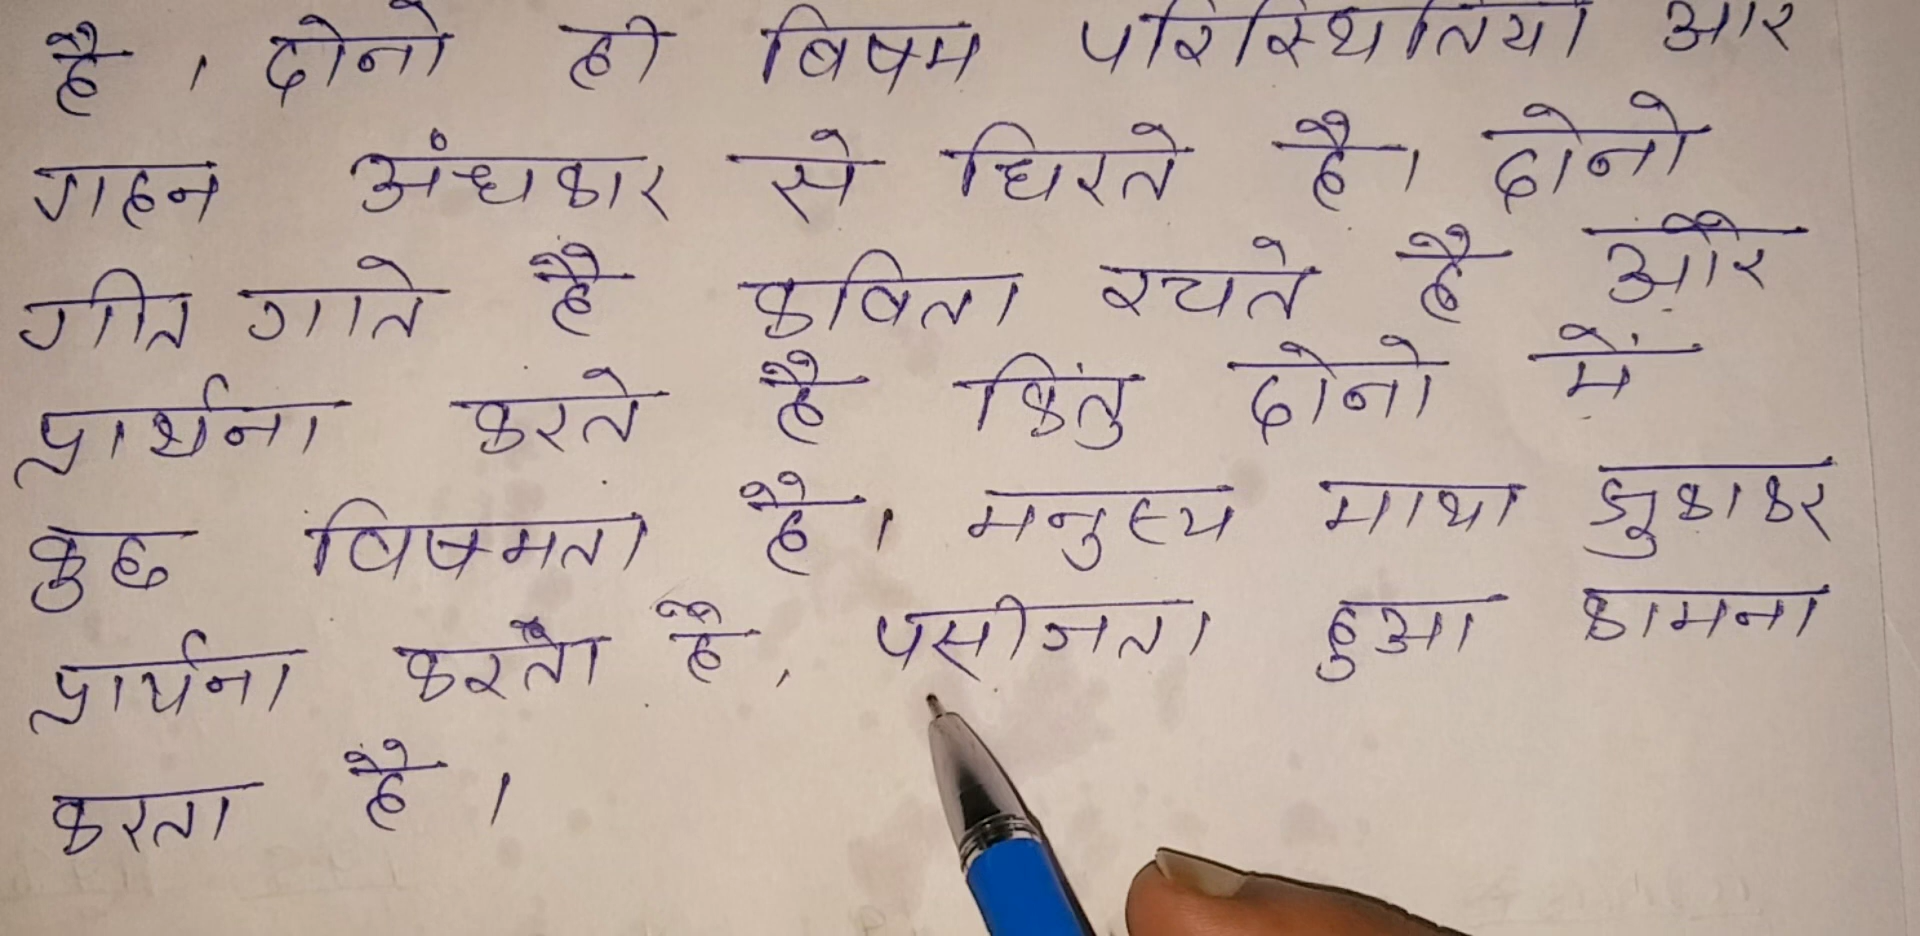 है । दोनो ही विषम परिस्थितियो और
गहन अंधकार से घिरते है। दोनो
गीत गाते है कविता रचते है और
प्रार्थना करते है किंतु दोनो में
कुछ विषमता है। मनुस्य माथा झुकाकर
प्रार्थना करता है, पसीजता हुआ कामना
करता है ।